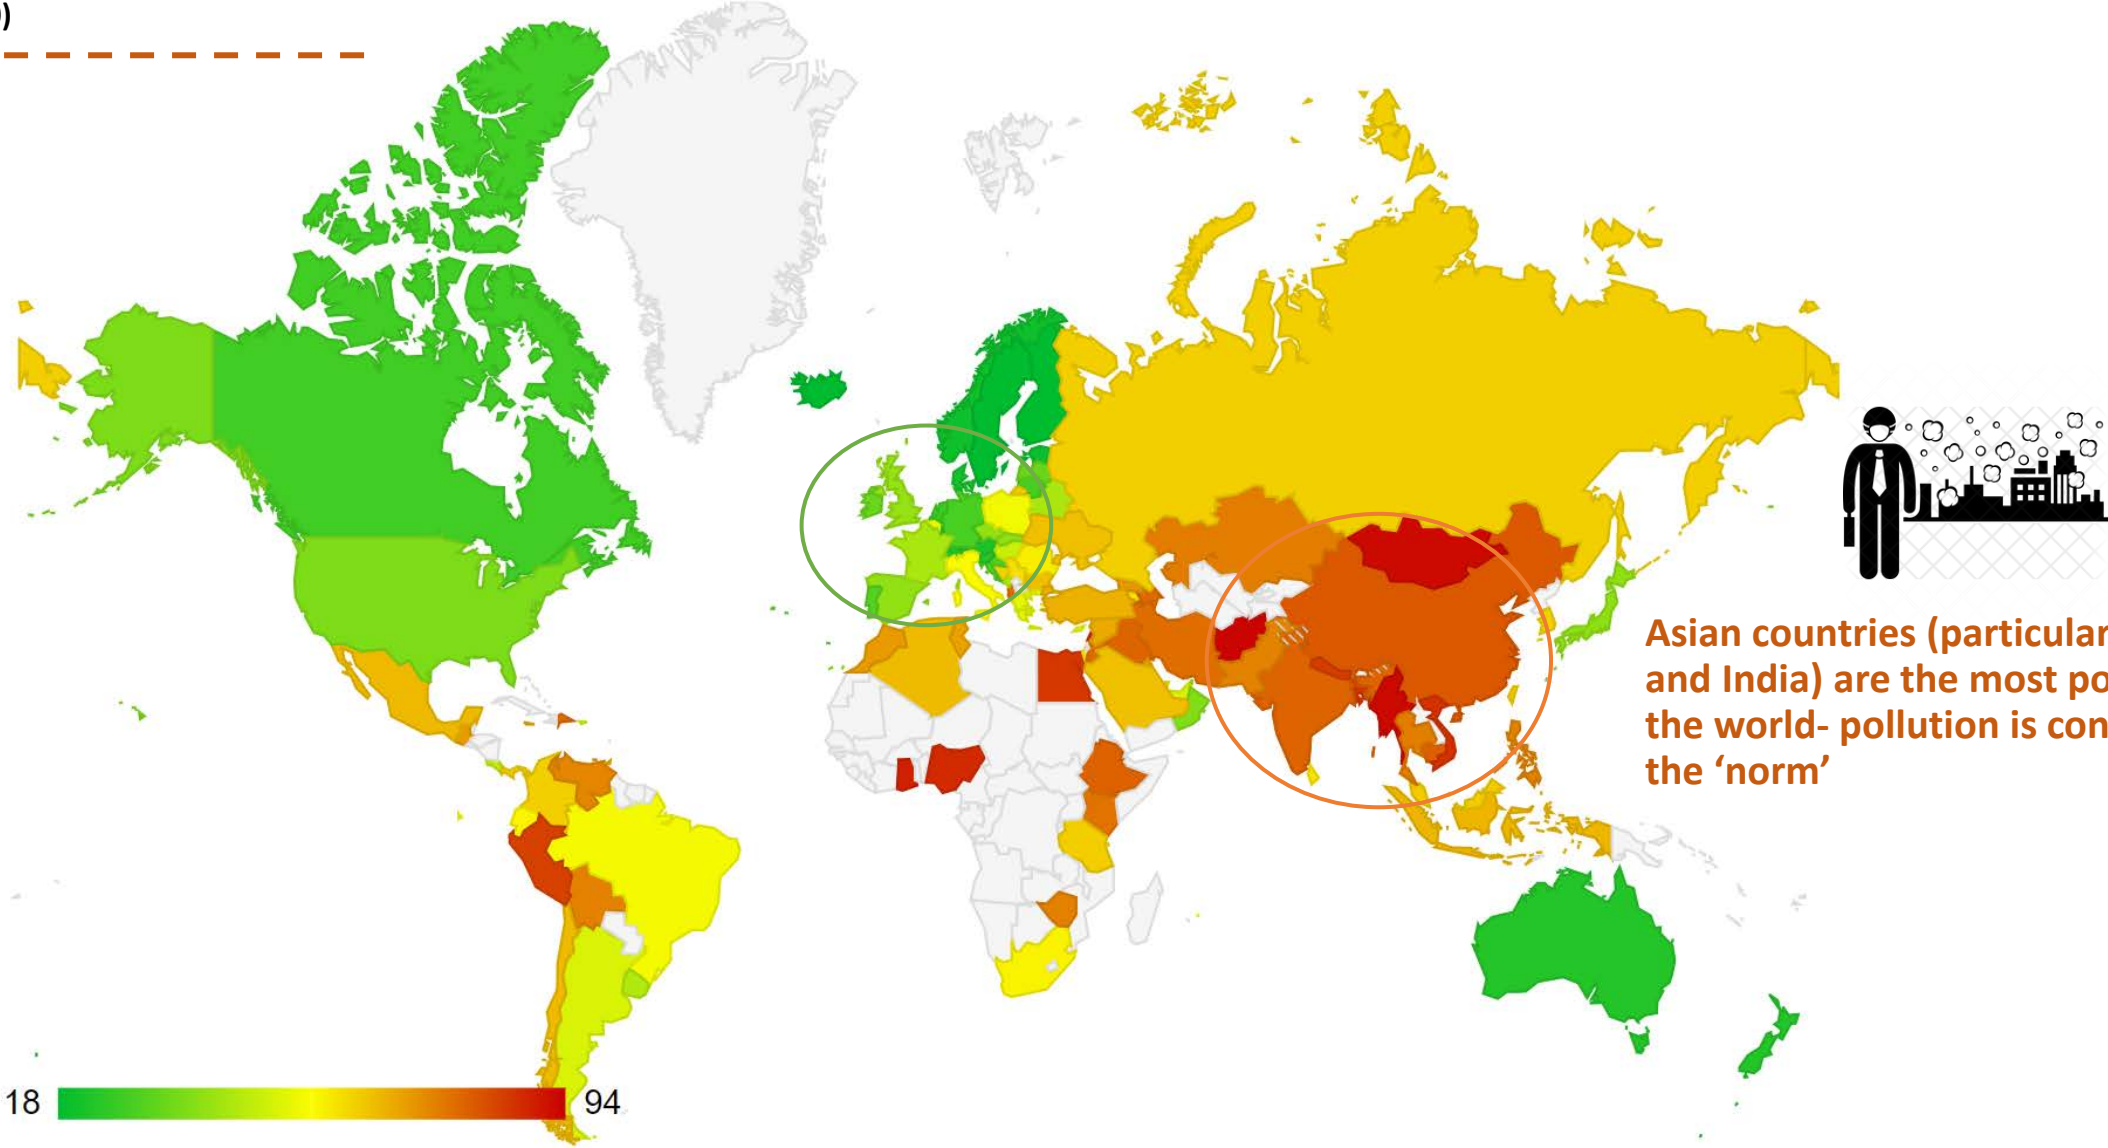 )
Asian countries (particular
and India) are the most po
the world- pollution is con
the ‘norm’
18
94